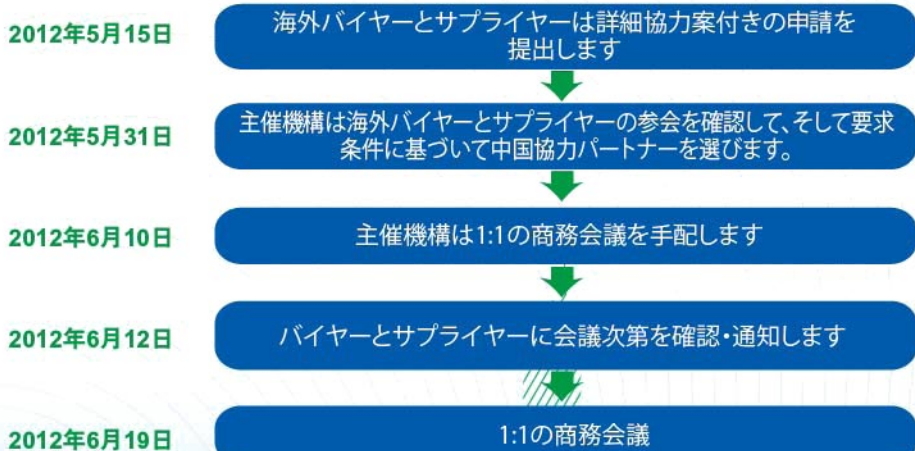 2012年5月15日
海外バイヤーとサプライヤーは詳細協力案付きの申請を
提出します
2012年5月31日
主催機構は海外バイヤーとサプライヤーの参会を確認して、そして要求
条件に基づいて中国協力パートナーを選びます。
2012年6月10日
主催機構は1:1の商務会議を手配します
2012年6月12日
バイヤーとサプライヤーに会議次第を確認・通知します
2012年6月19日
1:1の商務会議